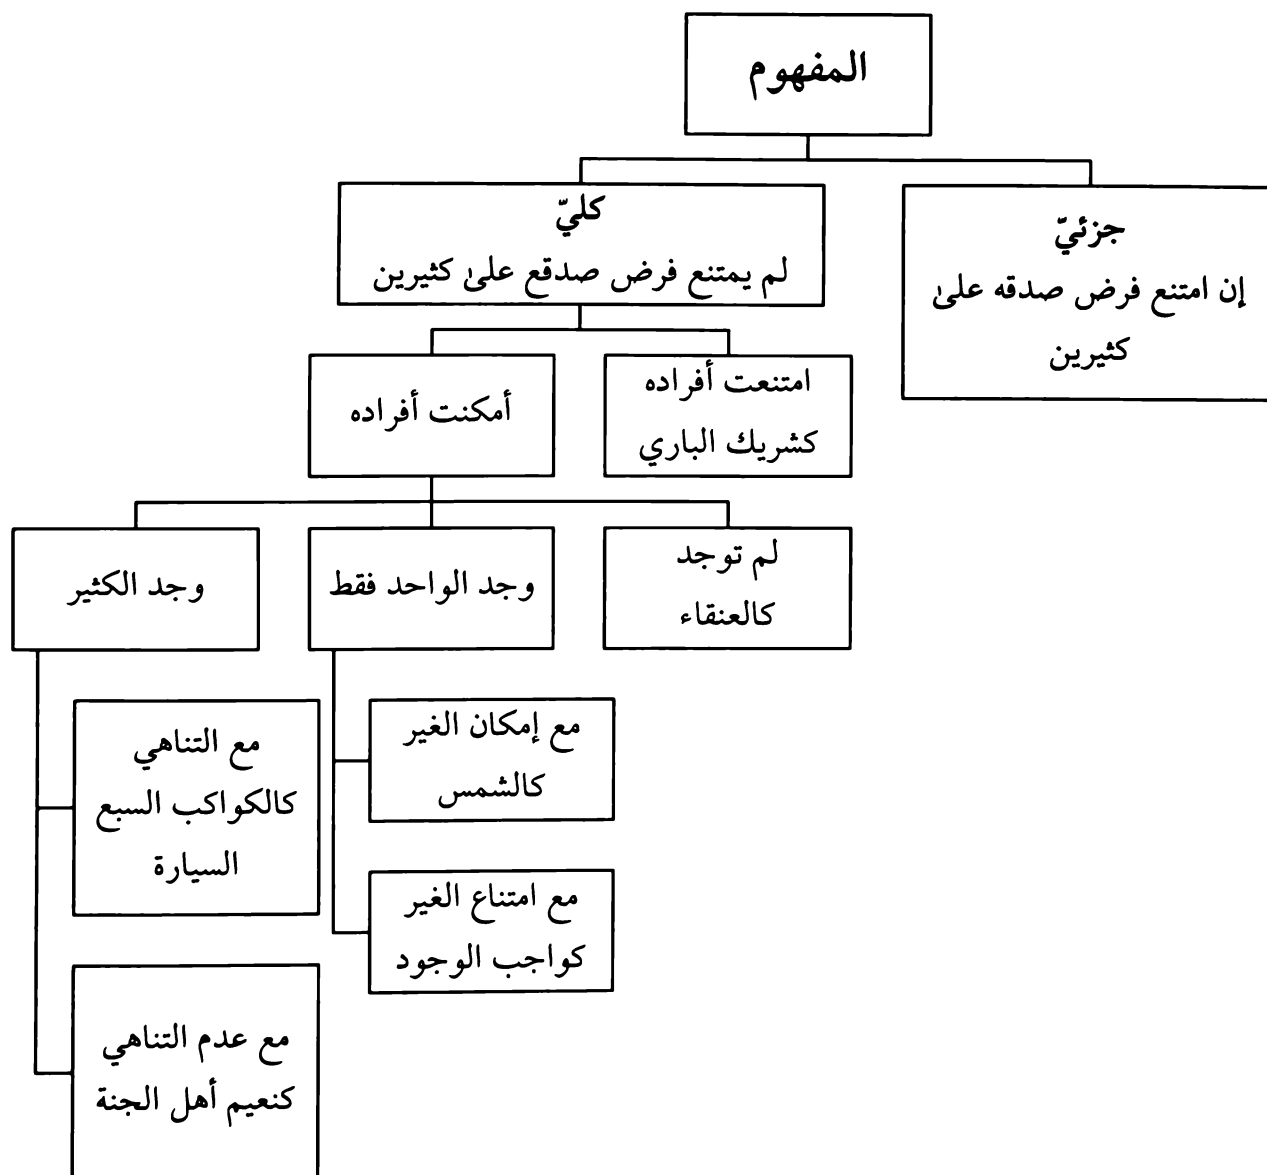 المفهوم
جزئيّ
إن امتنع فرض صدقه علىٰ
كثيرين
كليّ
لم يمتنع فرض صدقع علىٰ كثيرين
امتنعت أفراده
كشريك الباري
أمكنت أفراده
لم توجد
كالعنقاء
وجد الواحد فقط
وجد الكثير
مع إمكان الغير
كالشمس
مع امتناع الغير
كواجب الوجود
مع التناهي
كالكواكب السبع
السيارة
مع عدم التناهي
كنعيم أهل الجنة